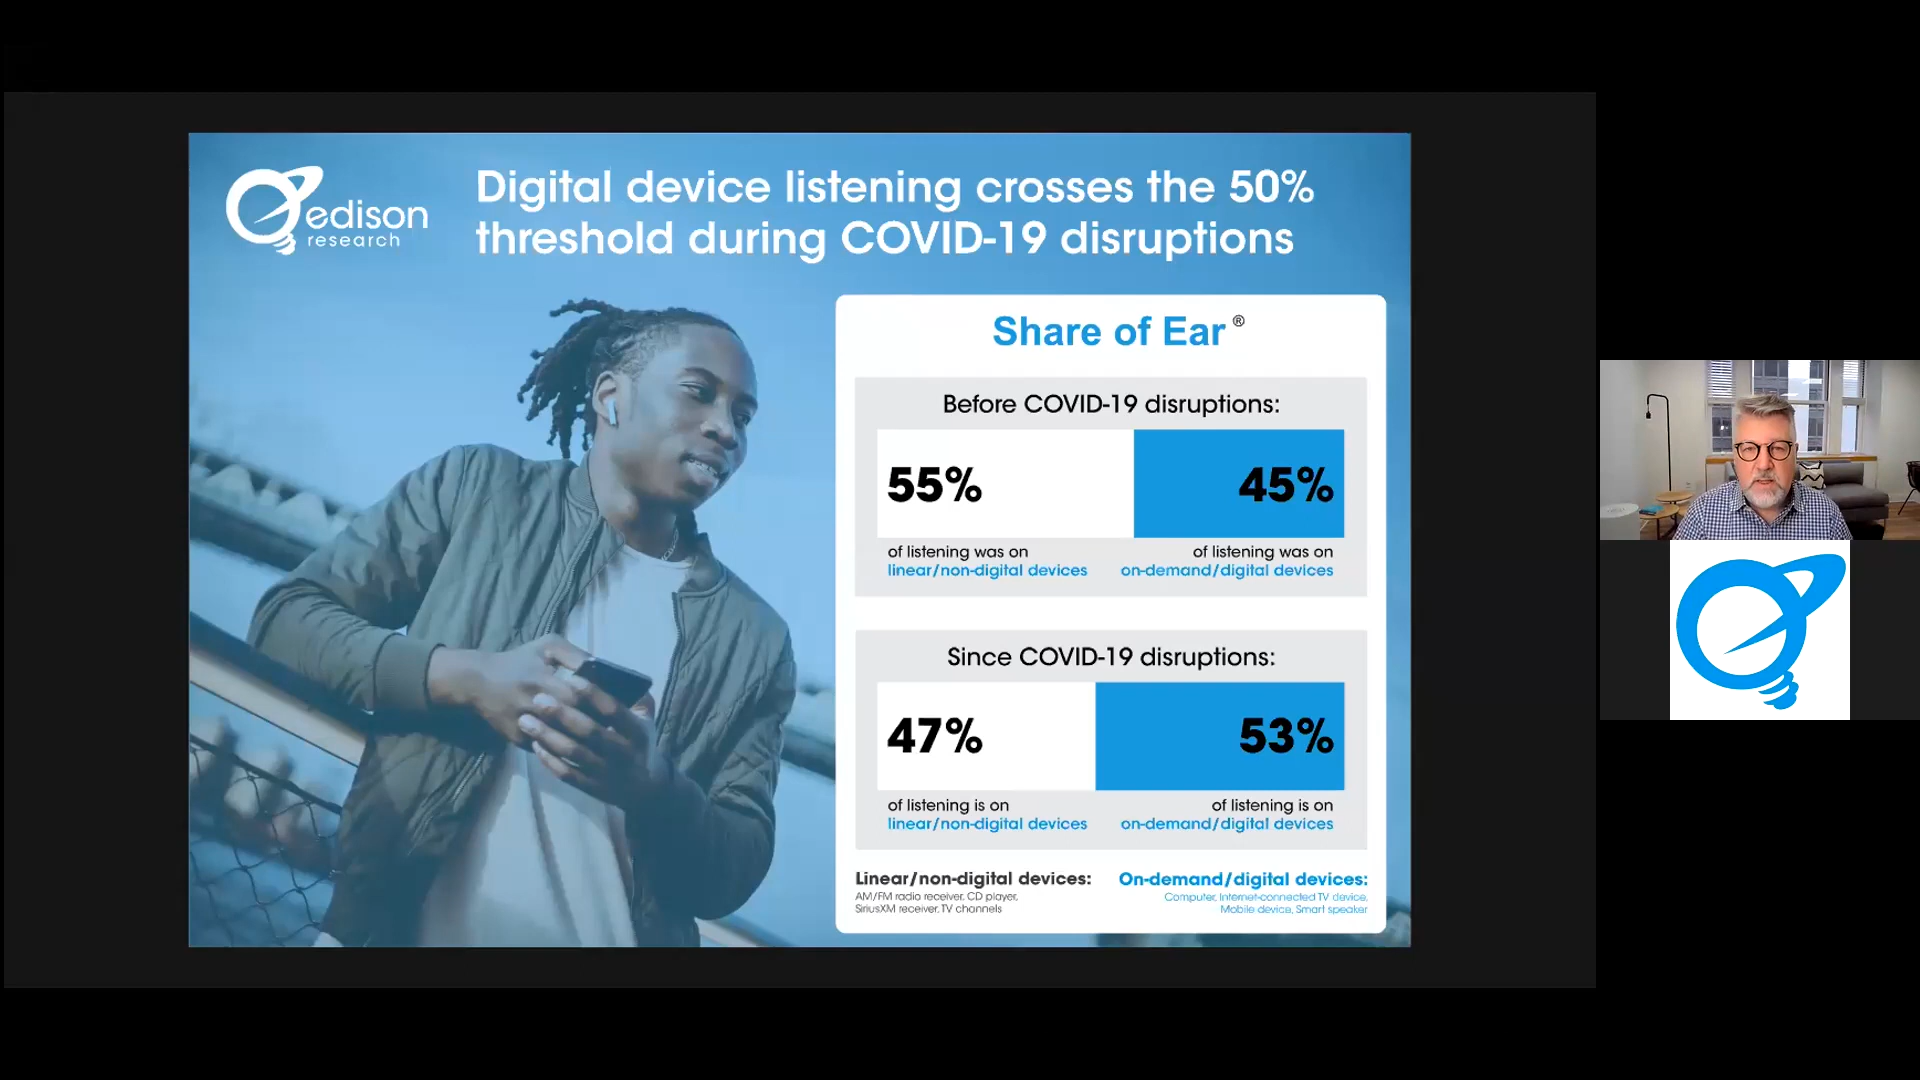 edison
research
Digital device listening crosses the 50%
threshold during COVID-19 disruptions
Share of Ear ®
Before COVID-19 disruptions:
55%
45%
of listening was on
linear/non-digital devices
of listening was on
on-demand/digital devices
Since COVID-19 disruptions:
47%
53%
of listening is on
linear/non-digital devices
of listening is on
on-demand/digital devices
Linear/non-digital devices:
AM/FM radio receiver, CD player,
SiriusXM receiver, TV channels
On-demand/digital devices:
Computer, Internet-connected TV device,
Mobile device, Smart speaker